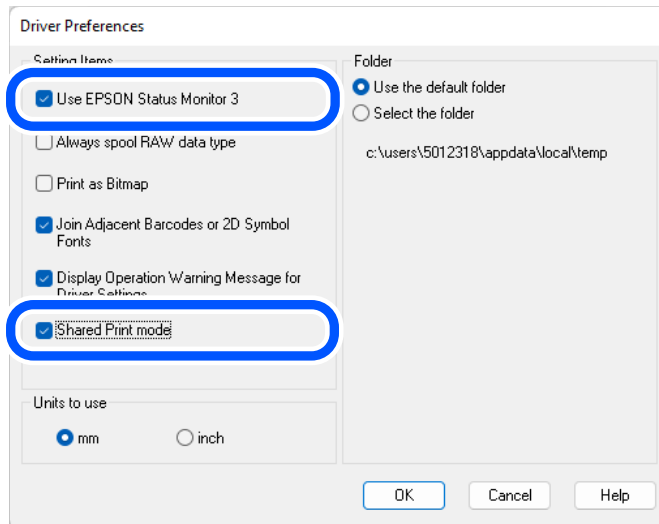 Driver Preferences
Setting Items
Use EPSON Status Monitor 3
Always spool RAW data type
Print as Bitmap
Join Adjacent Barcodes or 2D Symbol
Fonts
Display Operation Warning Message for
Driver Settings
Shared Print mode
Units to use
mm
inch
Folder
Use the default folder
Select the folder
c:\users\5012318\appdata\local\temp
OK
Cancel
Help